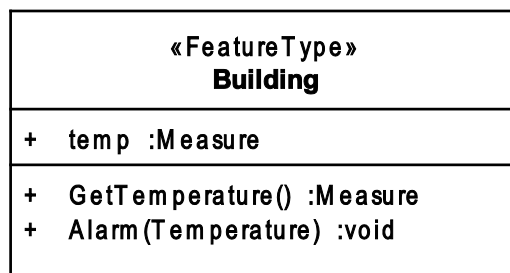 «FeatureType»
Building
+ temp :Measure
+ GetTemperature() :Measure
+ Alarm(Temperature) :void